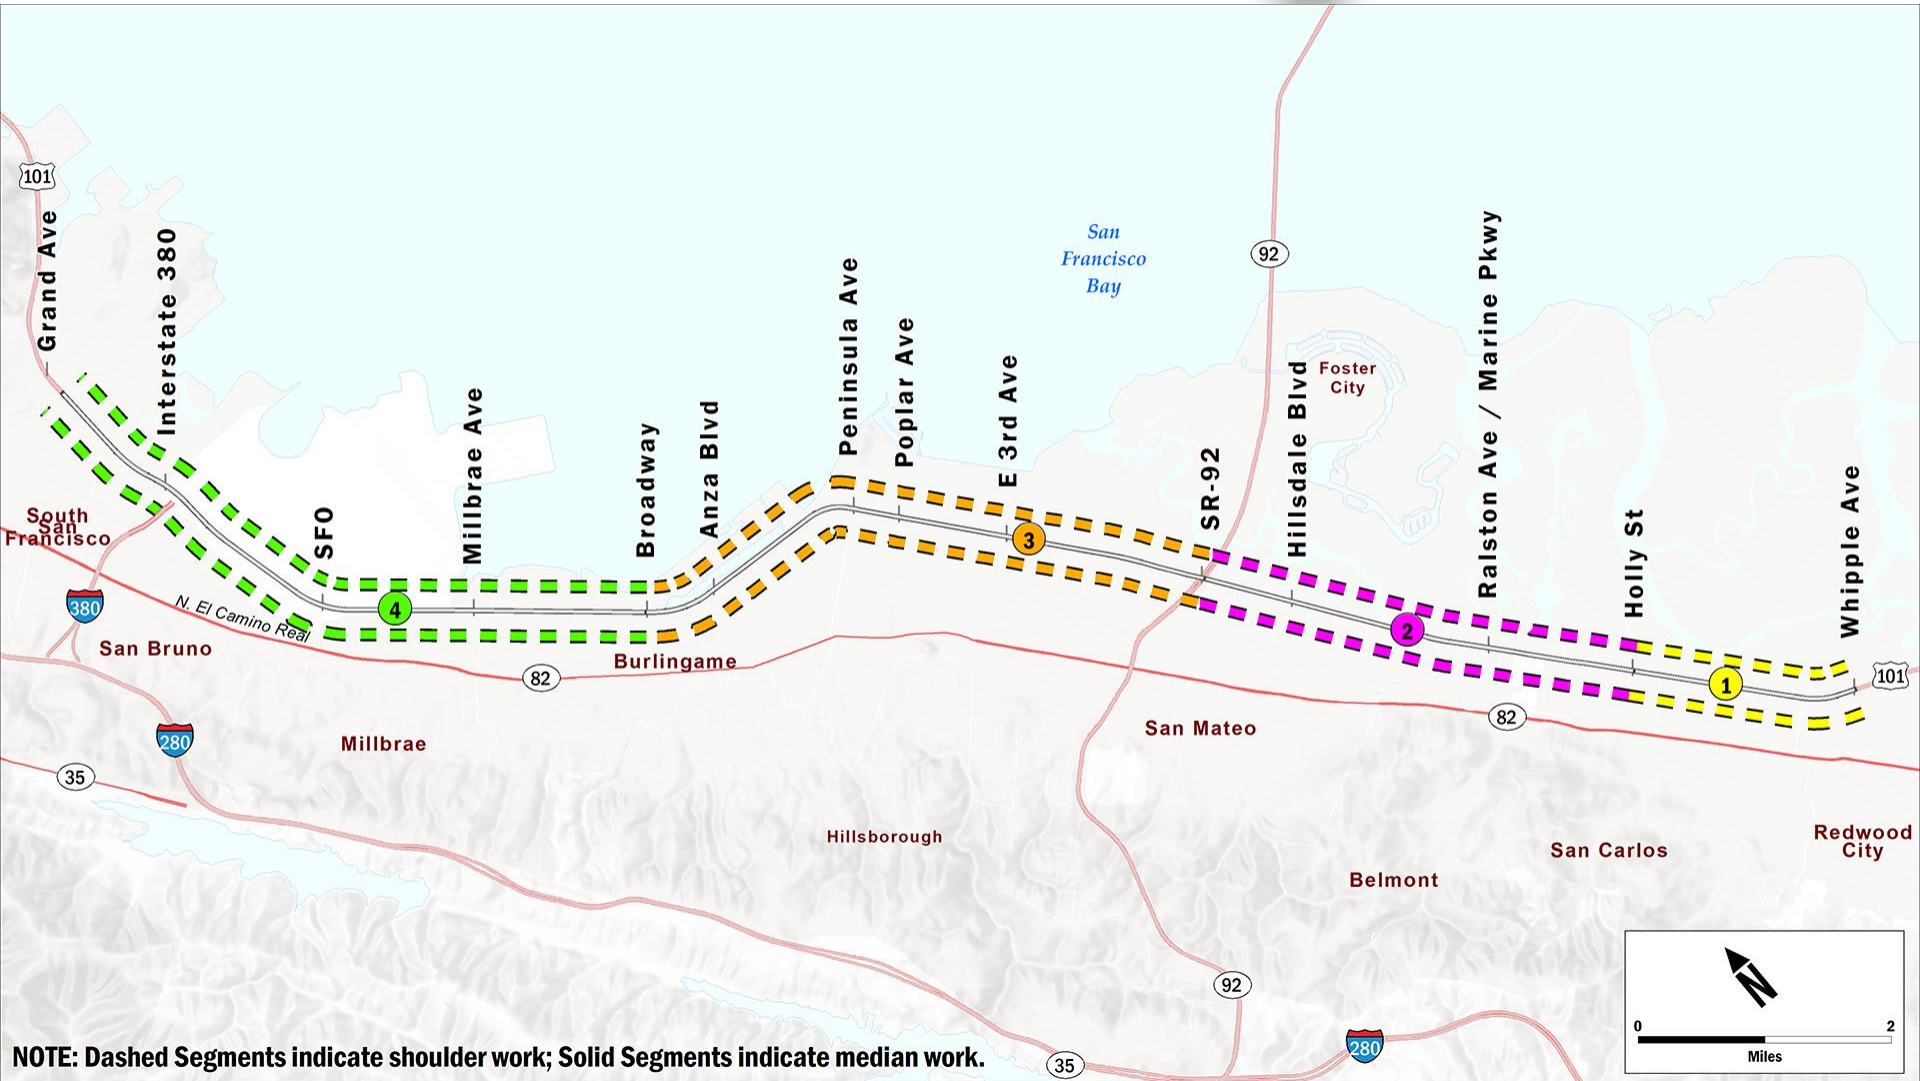 101
Grand Ave
Interstate 380
SFO
Millbrae Ave
Broadway
Anza Blvd
Peninsula Ave
Poplar Ave
E 3rd Ave
SR-92
Hillsdale Blvd
Ralston Ave / Marine Pkwy
Holly St
Whipple Ave
San
Francisco
Bay
92
Foster
City
South
San
Francisco
380
N. El Camino Real
San Bruno
4
3
2
1
101
Burlingame
82
82
280
Millbrae
35
San Mateo
Hillsborough
Belmont
San Carlos
Redwood
City
92
280
35
N
0
2
Miles
NOTE: Dashed Segments indicate shoulder work; Solid Segments indicate median work.